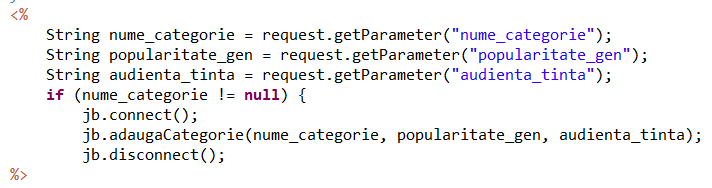 <%
    String nume_categorie = request.getParameter("nume_categorie");
    String popularitate_gen = request.getParameter("popularitate_gen");
    String audienta_tinta = request.getParameter("audienta_tinta");
    if (nume_categorie != null) {
        jb.connect();
        jb.adaugaCategorie(nume_categorie, popularitate_gen, audienta_tinta);
        jb.disconnect();
%>